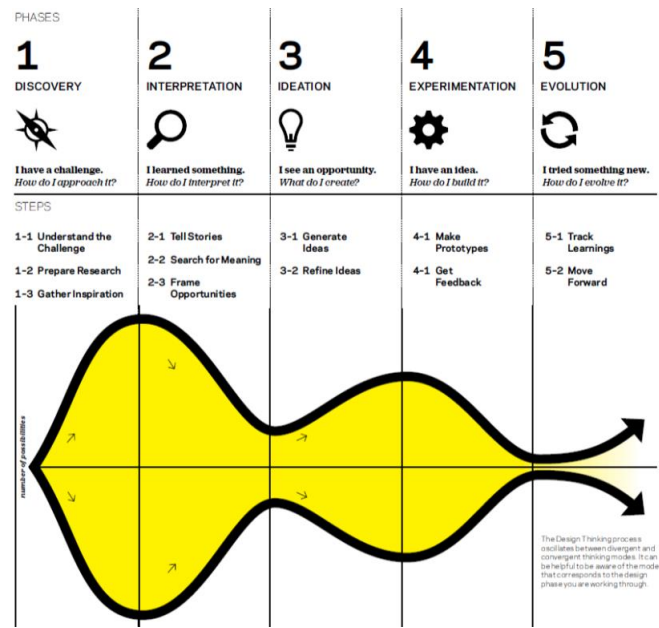 PHASES
1
DISCOVERY
I have a challenge.
How do I approach it?
2
INTERPRETATION
I learned something.
How do I interpret it?
3
IDEATION
I see an opportunity.
What do I create?
4
EXPERIMENTATION
I have an idea.
How do I build it?
5
EVOLUTION
I tried something new.
How do I evolve it?
STEPS
1-1 Understand the
Challenge
1-2 Prepare Research
1-3 Gather Inspiration
2-1 Tell Stories
2-2 Search for Meaning
2-3 Frame
Opportunities
3-1 Generate
Ideas
3-2 Refine Ideas
4-1 Make
Prototypes
4-1 Get
Feedback
5-1 Track
Learnings
5-2 Move
Forward
number of possibilities
The Design Thinking process
oscillates between divergent and
convergent thinking modes. It can
be helpful to be aware of the mode
that corresponds to the design
phase you are working through.